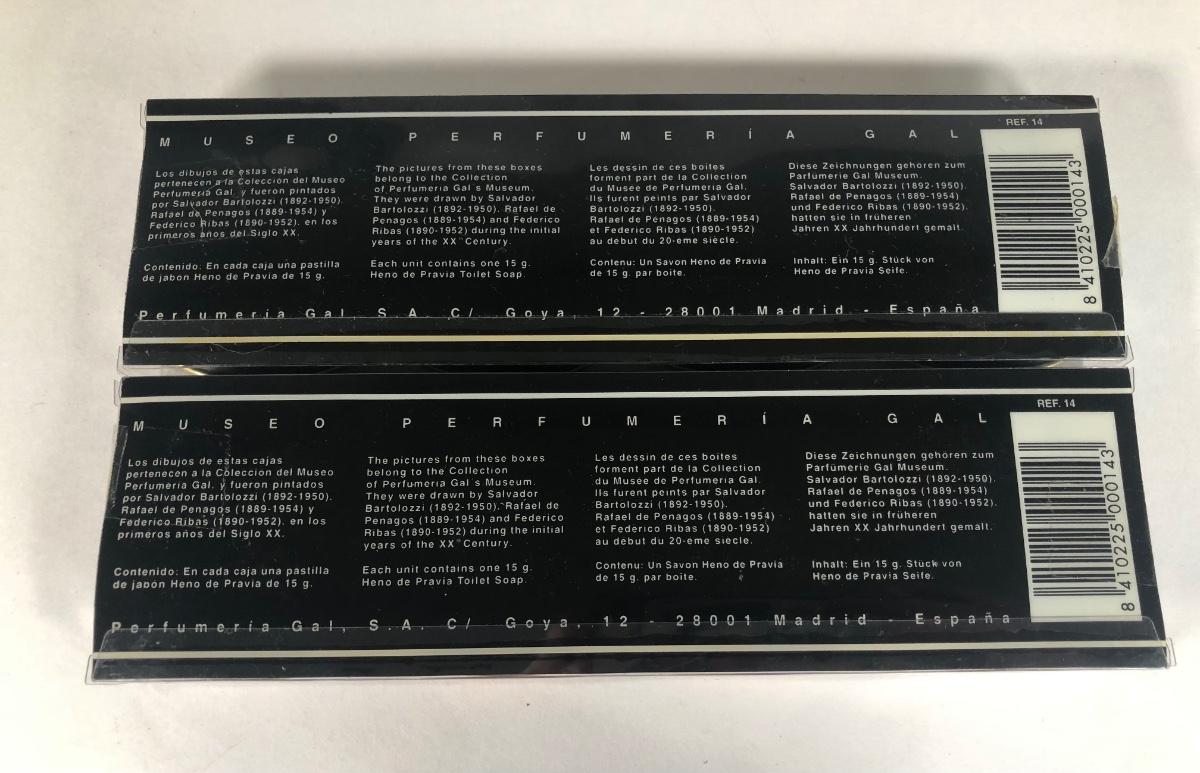 MUSEO PERFUMERÍA GAL
REF. 14
Los dibujos de estas cajas
pertenecen a la Coleccion del Museo
Perfumeria Gal. y fueron pintados
por Salvador Bartolozzi (1892-1950).
Rafael de Penagos (1889-1954) y
Federico Ribas (1890-1952). en los
primeros años del Siglo XX.
Contenido: En cada caja una pastilla
de jabon Heno de Pravia de 15 g.
The pictures from these boxes
belong to the Collection
of Perfumeria Gal s Museum.
They were drawn by Salvador
Bartolozzi (1892-1950). Rafael de
Penagos (1889-1954) and Federico
Ribas (1890-1952) during the initial
years of the XX Century.
Each unit contains one 15 g.
Heno de Pravia Toilet Soap.
Les dessin de ces boites
forment part de la Collection
du Musée de Perfumeria Gal.
Ils furent peints par Salvador
Bartolozzi (1892-1950).
Rafael de Penagos (1889-1954)
et Federico Ribas (1890-1952)
au debut du 20-eme siecle.
Contenu: Un Savon Heno de Pravia
de 15 g. par boite.
Diese Zeichnungen gehoren zum
Parfümerie Gal Museum.
Salvador Bartolozzi (1892-1950).
Rafael de Penagos (1889-1954)
und Federico Ribas (1890-1952).
hatten sie in früheren
Jahren XX Jahrhundert gemalt.
Inhalt: Ein 15 g. Stück von
Heno de Pravia Seife.
8 410225 000143
Perfumeria Gal, S.A. C/ Goya, 12 - 28001 Madrid - España
MUSEO PERFUMERÍA GAL
REF. 14
Los dibujos de estas cajas
pertenecen a la Coleccion del Museo
Perfumeria Gal. y fueron pintados
por Salvador Bartolozzi (1892-1950).
Rafael de Penagos (1889-1954) y
Federico Ribas (1890-1952). en los
primeros años del Siglo XX.
Contenido: En cada caja una pastilla
de jabon Heno de Pravia de 15 g.
The pictures from these boxes
belong to the Collection
of Perfumeria Gal s Museum.
They were drawn by Salvador
Bartolozzi (1892-1950). Rafael de
Penagos (1889-1954) and Federico
Ribas (1890-1952) during the initial
years of the XX Century.
Each unit contains one 15 g.
Heno de Pravia Toilet Soap.
Les dessin de ces boites
forment part de la Collection
du Musée de Perfumeria Gal.
Ils furent peints par Salvador
Bartolozzi (1892-1950).
Rafael de Penagos (1889-1954)
et Federico Ribas (1890-1952)
au debut du 20-eme siecle.
Contenu: Un Savon Heno de Pravia
de 15 g. par boite.
Diese Zeichnungen gehoren zum
Parfümerie Gal Museum.
Salvador Bartolozzi (1892-1950).
Rafael de Penagos (1889-1954)
und Federico Ribas (1890-1952).
hatten sie in früheren
Jahren XX Jahrhundert gemalt.
Inhalt: Ein 15 g. Stück von
Heno de Pravia Seife.
8 410225 000143
Perfumeria Gal, S.A. C/ Goya, 12 - 28001 Madrid - España